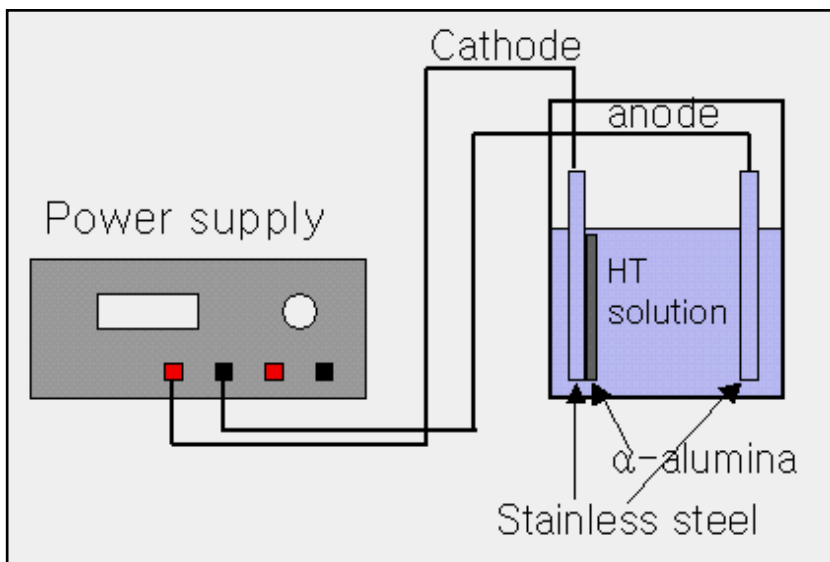 Cathode
anode
Power supply
HT
solution
α-alumina
Stainless steel